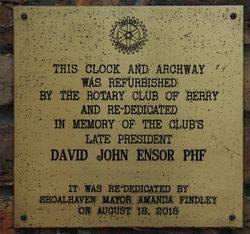 THIS CLOCK AND ARCHWAY
WAS REFURBISHED
BY THE ROTARY CLUB OF BERRY
AND RE-DEDICATED
IN MEMORY OF THE CLUB'S
LATE PRESIDENT
DAVID JOHN ENSOR PHF
IT WAS RE-DEDICATED BY
SHOALHAVEN MAYOR AMANDA FINDLEY
ON AUGUST 18, 2018